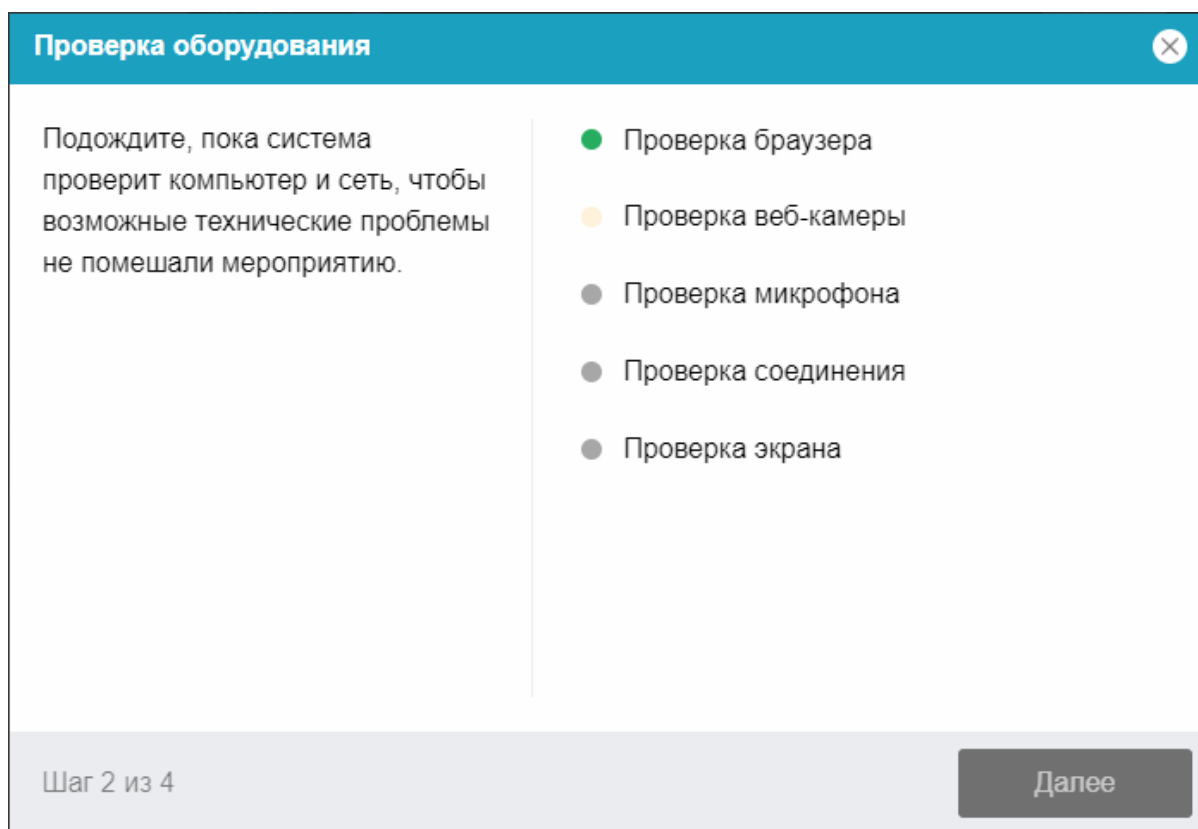 Проверка оборудования
Подождите, пока система
проверит компьютер и сеть, чтобы
возможные технические проблемы
не помешали мероприятию.
Проверка браузера
Проверка веб-камеры
Проверка микрофона
Проверка соединения
Проверка экрана
Шаг 2 из 4
Далее